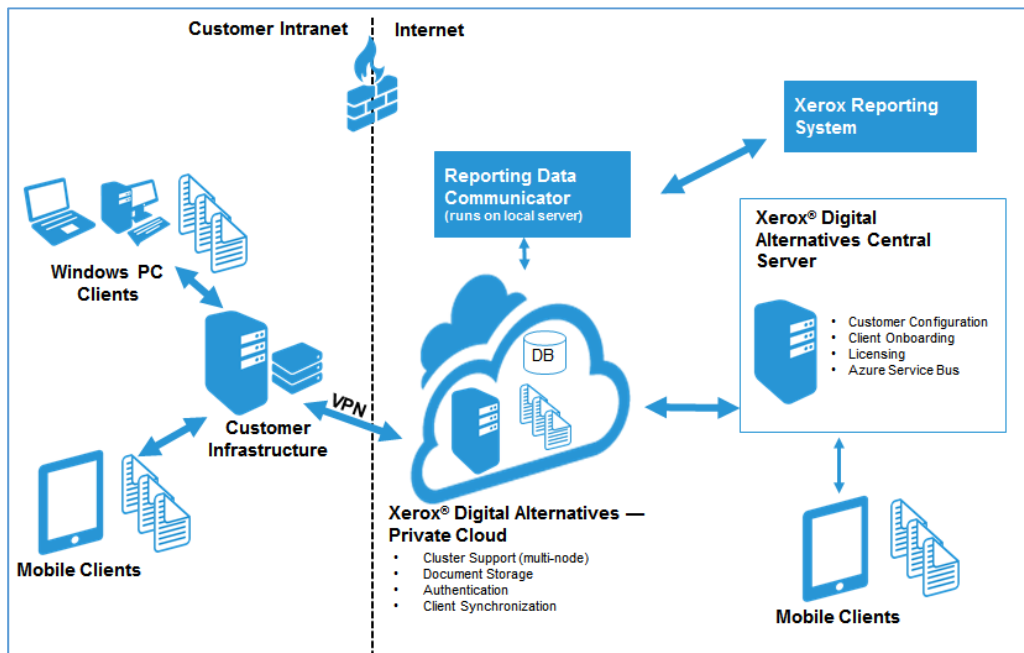 Customer Intranet
Internet
Xerox Reporting
System
Reporting Data
Communicator
(runs on local server)
Xerox® Digital
Alternatives Central
Server
Windows PC
Clients
• Customer Configuration
• Client Onboarding
• Licensing
• Azure Service Bus
DB
VPN
Customer
Infrastructure
Xerox® Digital Alternatives —
Private Cloud
• Cluster Support (multi-node)
• Document Storage
• Authentication
• Client Synchronization
Mobile Clients
Mobile Clients